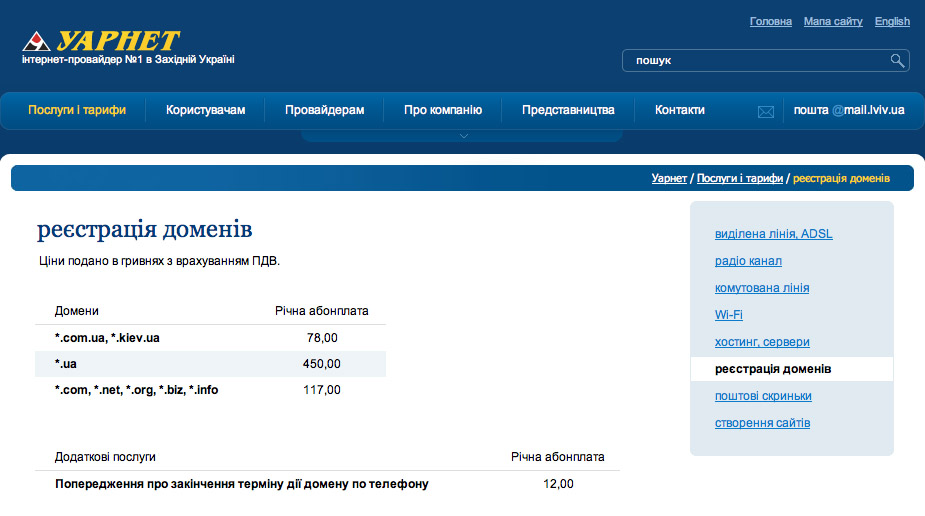 Головна Мапа сайту English
УАРНЕТ
інтернет-провайдер №1 в Західній Україні
пошук
Послуги і тарифи Користувачам Провайдерам Про компанію Представництва Контакти пошта @mail.lviv.ua
Уарнет / Послуги і тарифи / реєстрація доменів
реєстрація доменів
Ціни подано в гривнях з врахуванням ПДВ.
Домени Річна абонплата
*.com.ua, *.kiev.ua 78,00
*.ua 450,00
*.com, *.net, *.org, *.biz, *.info 117,00
Додаткові послуги Річна абонплата
Попередження про закінчення терміну дії домену по телефону 12,00
виділена лінія, ADSL
радіо канал
комутована лінія
Wi-Fi
хостинг, сервери
реєстрація доменів
поштові скриньки
створення сайтів